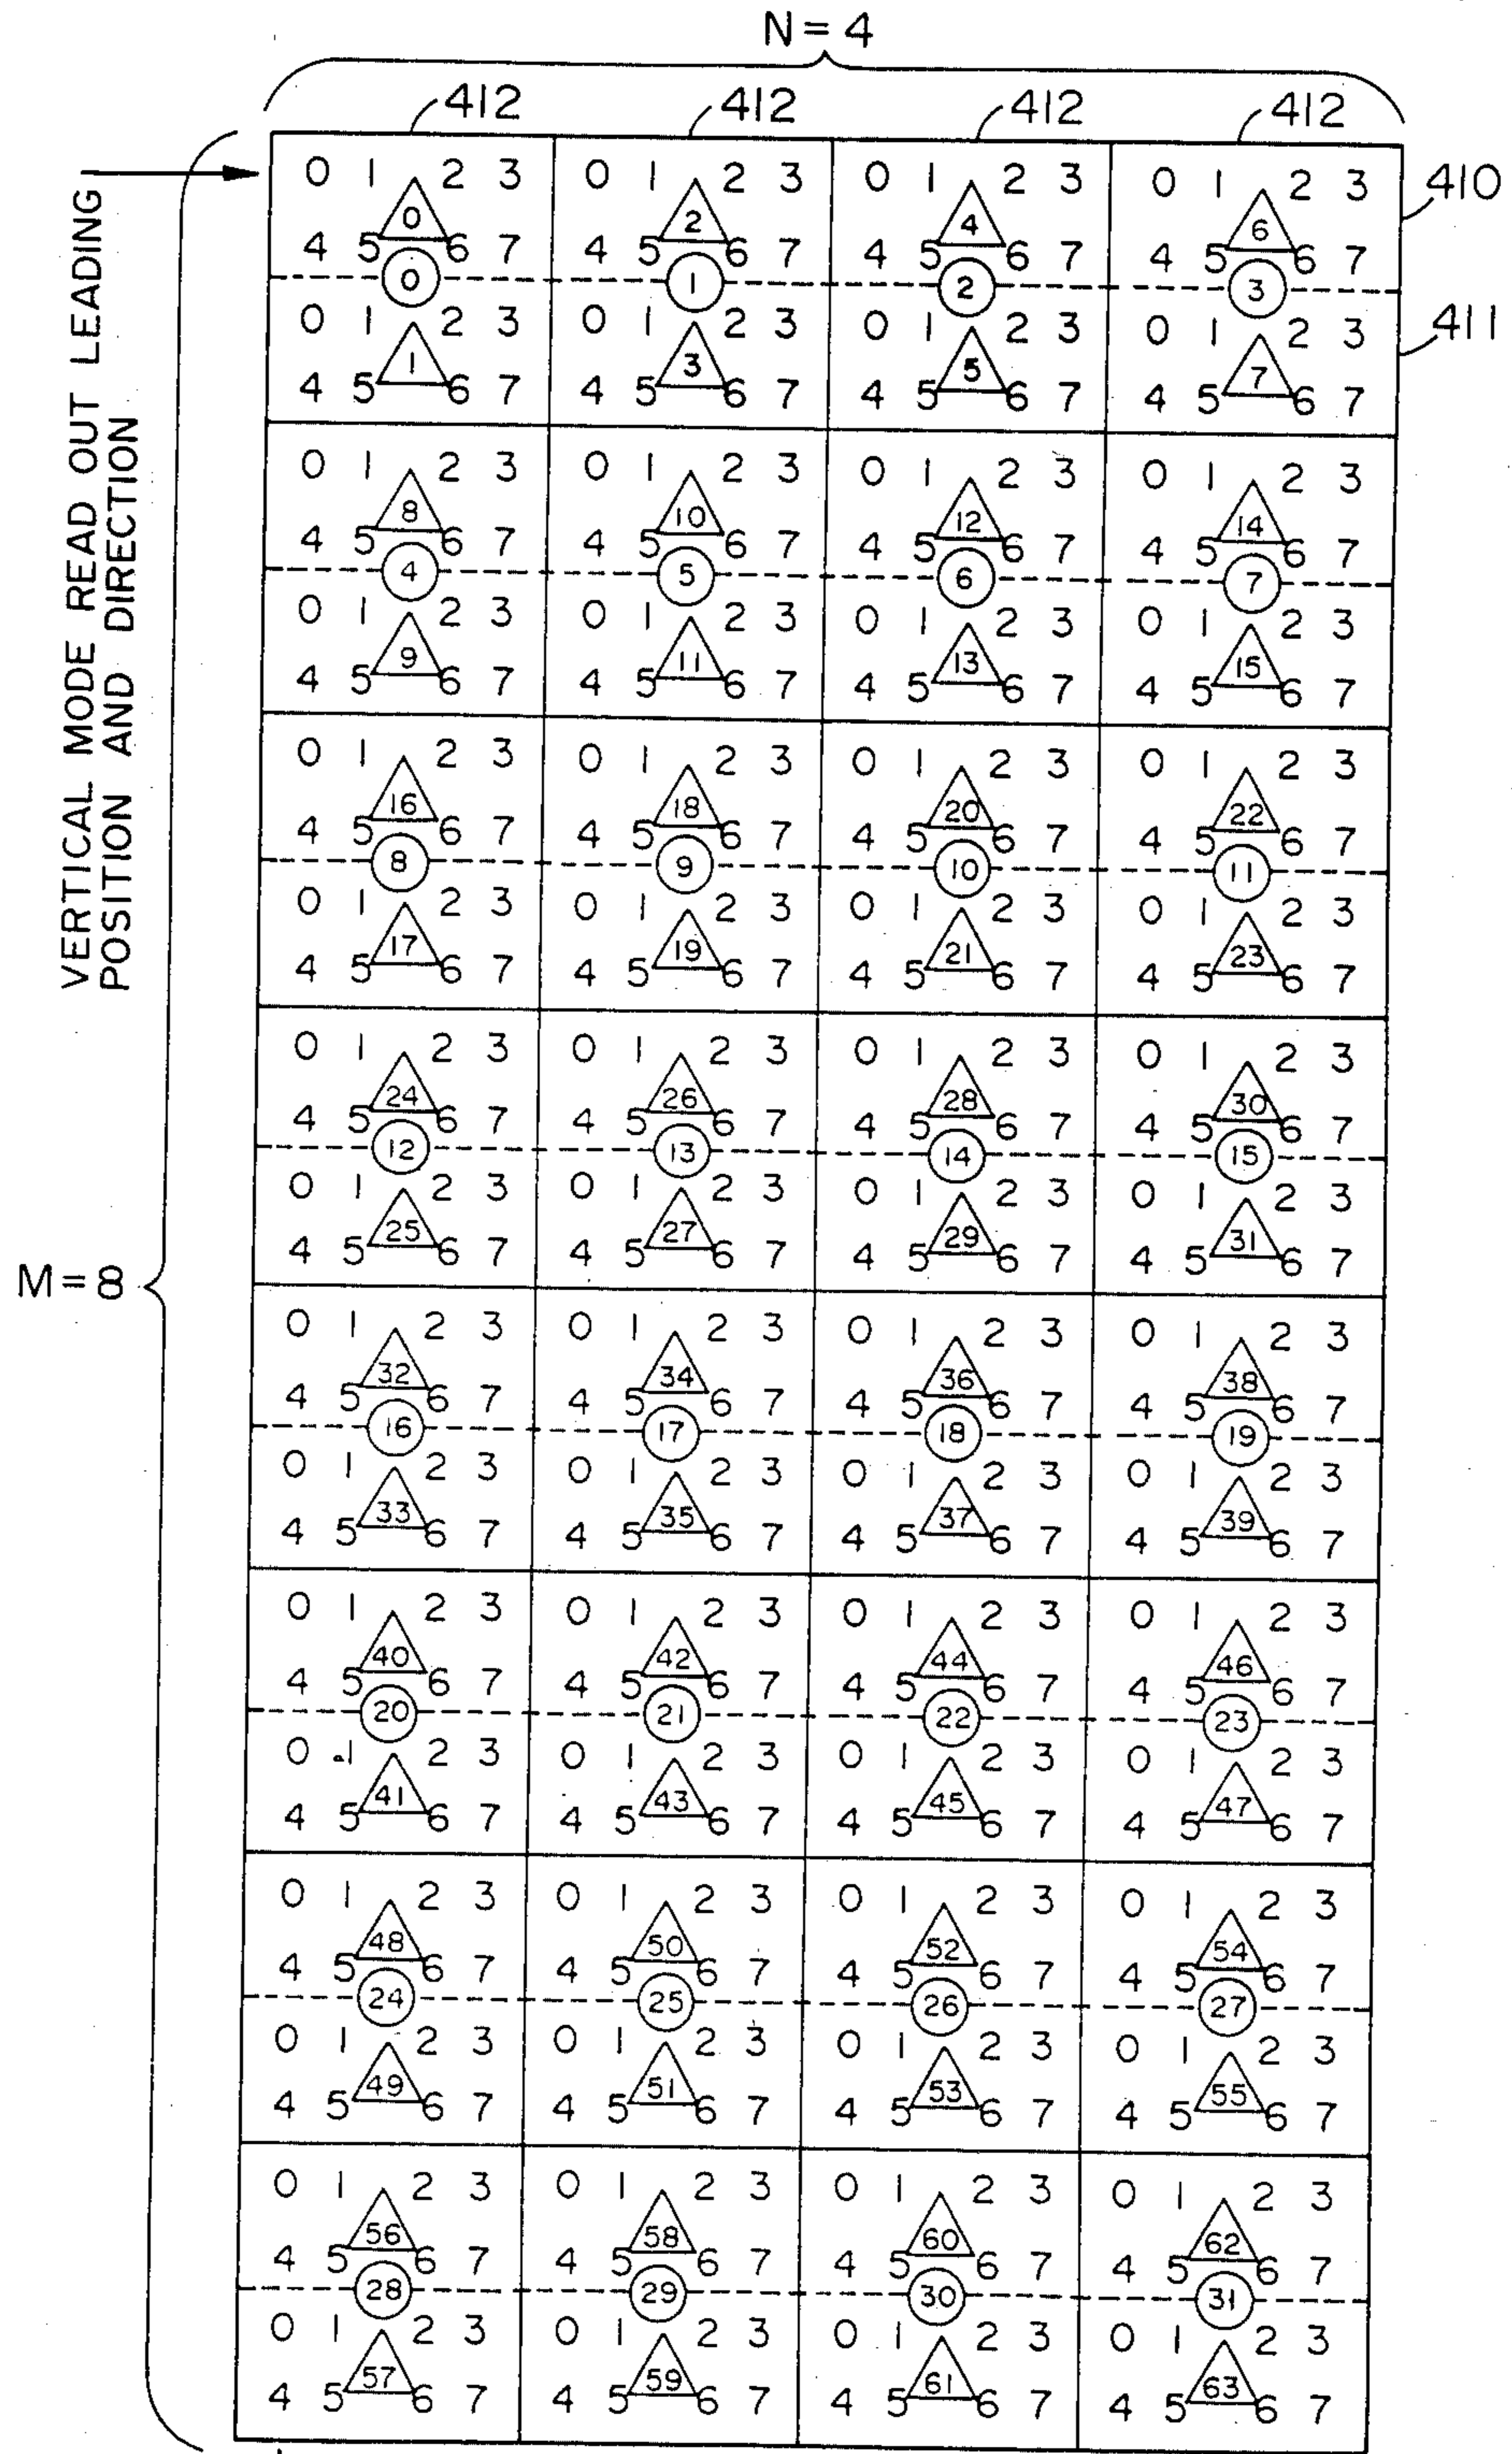 N = 4
412 412 412 412
VERTICAL MODE READ OUT LEADING
POSITION AND DIRECTION
M = 8
410
411
0 1 2 3 0 1 2 3 0 1 2 3 0 1 2 3
0 2 4 6
4 5 6 7 4 5 6 7 4 5 6 7 4 5 6 7
0 1 2 3
0 1 2 3 0 1 2 3 0 1 2 3 0 1 2 3
1 3 5 7
4 5 6 7 4 5 6 7 4 5 6 7 4 5 6 7
0 1 2 3 0 1 2 3 0 1 2 3 0 1 2 3
8 10 12 14
4 5 6 7 4 5 6 7 4 5 6 7 4 5 6 7
4 5 6 7
0 1 2 3 0 1 2 3 0 1 2 3 0 1 2 3
9 11 13 15
4 5 6 7 4 5 6 7 4 5 6 7 4 5 6 7
0 1 2 3 0 1 2 3 0 1 2 3 0 1 2 3
16 18 20 22
4 5 6 7 4 5 6 7 4 5 6 7 4 5 6 7
8 9 10 11
0 1 2 3 0 1 2 3 0 1 2 3 0 1 2 3
17 19 21 23
4 5 6 7 4 5 6 7 4 5 6 7 4 5 6 7
0 1 2 3 0 1 2 3 0 1 2 3 0 1 2 3
24 26 28 30
4 5 6 7 4 5 6 7 4 5 6 7 4 5 6 7
12 13 14 15
0 1 2 3 0 1 2 3 0 1 2 3 0 1 2 3
25 27 29 31
4 5 6 7 4 5 6 7 4 5 6 7 4 5 6 7
0 1 2 3 0 1 2 3 0 1 2 3 0 1 2 3
32 34 36 38
4 5 6 7 4 5 6 7 4 5 6 7 4 5 6 7
16 17 18 19
0 1 2 3 0 1 2 3 0 1 2 3 0 1 2 3
33 35 37 39
4 5 6 7 4 5 6 7 4 5 6 7 4 5 6 7
0 1 2 3 0 1 2 3 0 1 2 3 0 1 2 3
40 42 44 46
4 5 6 7 4 5 6 7 4 5 6 7 4 5 6 7
20 21 22 23
0 1 2 3 0 1 2 3 0 1 2 3 0 1 2 3
41 43 45 47
4 5 6 7 4 5 6 7 4 5 6 7 4 5 6 7
0 1 2 3 0 1 2 3 0 1 2 3 0 1 2 3
48 50 52 54
4 5 6 7 4 5 6 7 4 5 6 7 4 5 6 7
24 25 26 27
0 1 2 3 0 1 2 3 0 1 2 3 0 1 2 3
49 51 53 55
4 5 6 7 4 5 6 7 4 5 6 7 4 5 6 7
0 1 2 3 0 1 2 3 0 1 2 3 0 1 2 3
56 58 60 62
4 5 6 7 4 5 6 7 4 5 6 7 4 5 6 7
28 29 30 31
0 1 2 3 0 1 2 3 0 1 2 3 0 1 2 3
57 59 61 63
4 5 6 7 4 5 6 7 4 5 6 7 4 5 6 7